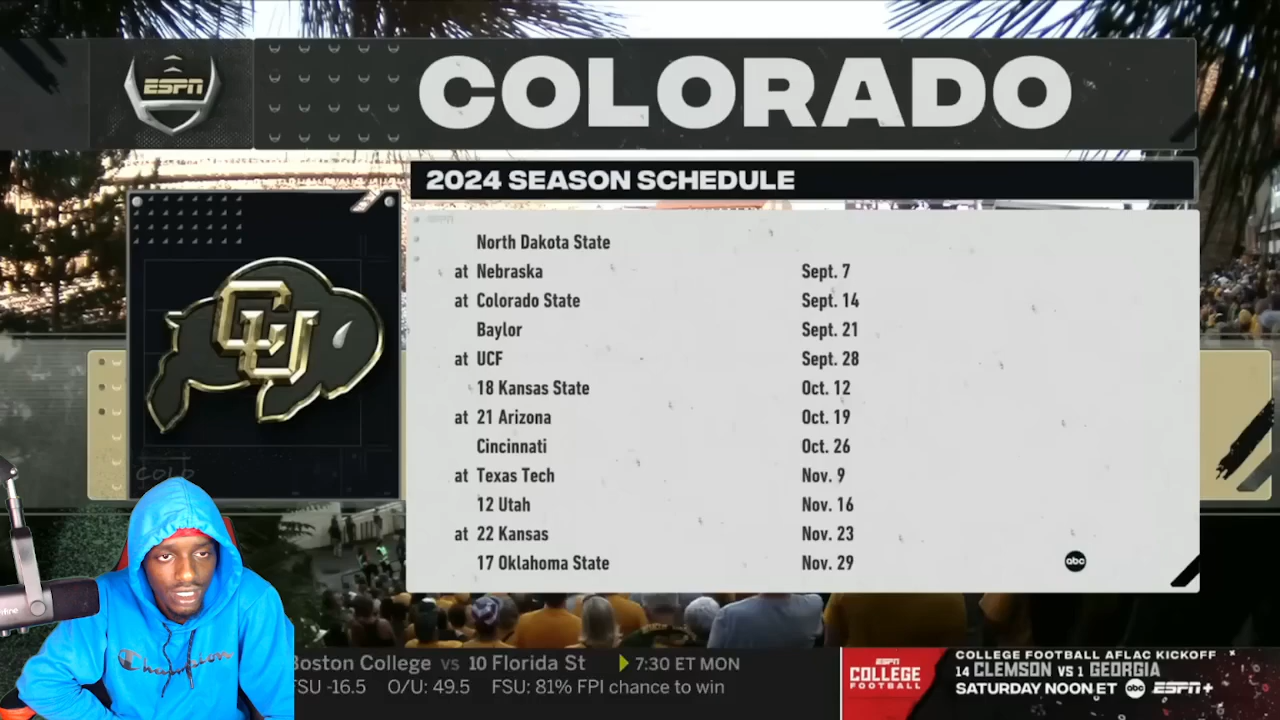 ESPN
COLORADO
2024 SEASON SCHEDULE
North Dakota State
at Nebraska Sept. 7
at Colorado State Sept. 14
Baylor Sept. 21
at UCF Sept. 28
18 Kansas State Oct. 12
at 21 Arizona Oct. 19
Cincinnati Oct. 26
at Texas Tech Nov. 9
12 Utah Nov. 16
at 22 Kansas Nov. 23
17 Oklahoma State Nov. 29
abc
CU
COLO
Champion
Boston College vs 10 Florida St 7:30 ET MON
FSU -16.5 O/U: 49.5 FSU: 81% FPI chance to win
ESPN
COLLEGE
FOOTBALL
COLLEGE FOOTBALL AFLAC KICKOFF
14 CLEMSON VS 1 GEORGIA
SATURDAY NOON ET abc ESPN+